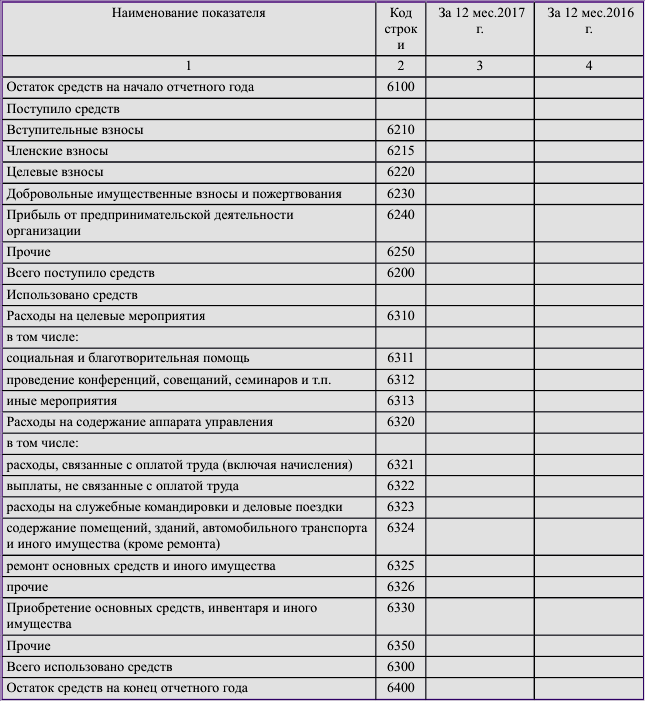 Наименование показателя
Код
строк
и
За 12 мес.2017
г.
За 12 мес.2016
г.
1 2 3 4
Остаток средств на начало отчетного года 6100
Поступило средств
Вступительные взносы 6210
Членские взносы 6215
Целевые взносы 6220
Добровольные имущественные взносы и пожертвования 6230
Прибыль от предпринимательской деятельности 6240
организации
Прочие 6250
Всего поступило средств 6200
Использовано средств
Расходы на целевые мероприятия 6310
в том числе:
социальная и благотворительная помощь 6311
проведение конференций, совещаний, семинаров и т.п. 6312
иные мероприятия 6313
Расходы на содержание аппарата управления 6320
в том числе:
расходы, связанные с оплатой труда (включая начисления) 6321
выплаты, не связанные с оплатой труда 6322
расходы на служебные командировки и деловые поездки 6323
содержание помещений, зданий, автомобильного транспорта 6324
и иного имущества (кроме ремонта)
ремонт основных средств и иного имущества 6325
прочие 6326
Приобретение основных средств, инвентаря и иного 6330
имущества
Прочие 6350
Всего использовано средств 6300
Остаток средств на конец отчетного года 6400